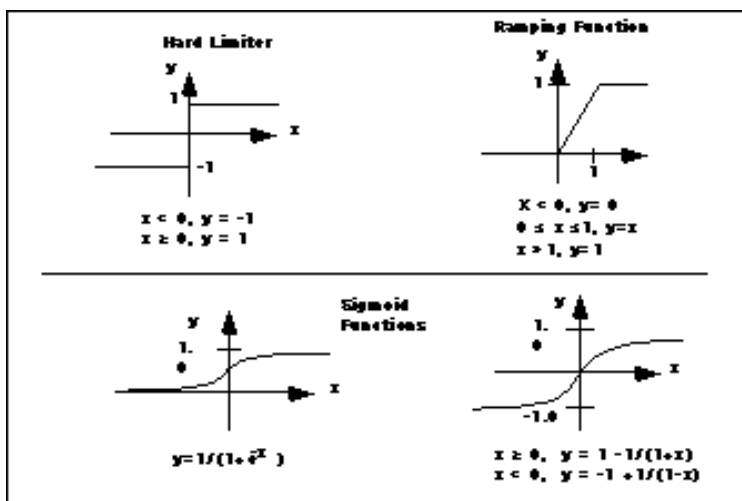 Hard Limiter
y
1
x
-1
x < 0, y = -1
x ≥ 0, y = 1
Ramping Function
y
1
1
X < 0, y= 0
0 ≤ x ≤1, y=x
x > 1, y=1
Sigmoid
Functions
y
1.
0
x
y=1/(1+ e^-x )
y
1.
0
x
-1.0
x ≥ 0, y = 1 -1/(1+x)
x < 0, y = -1 +1/(1-x)